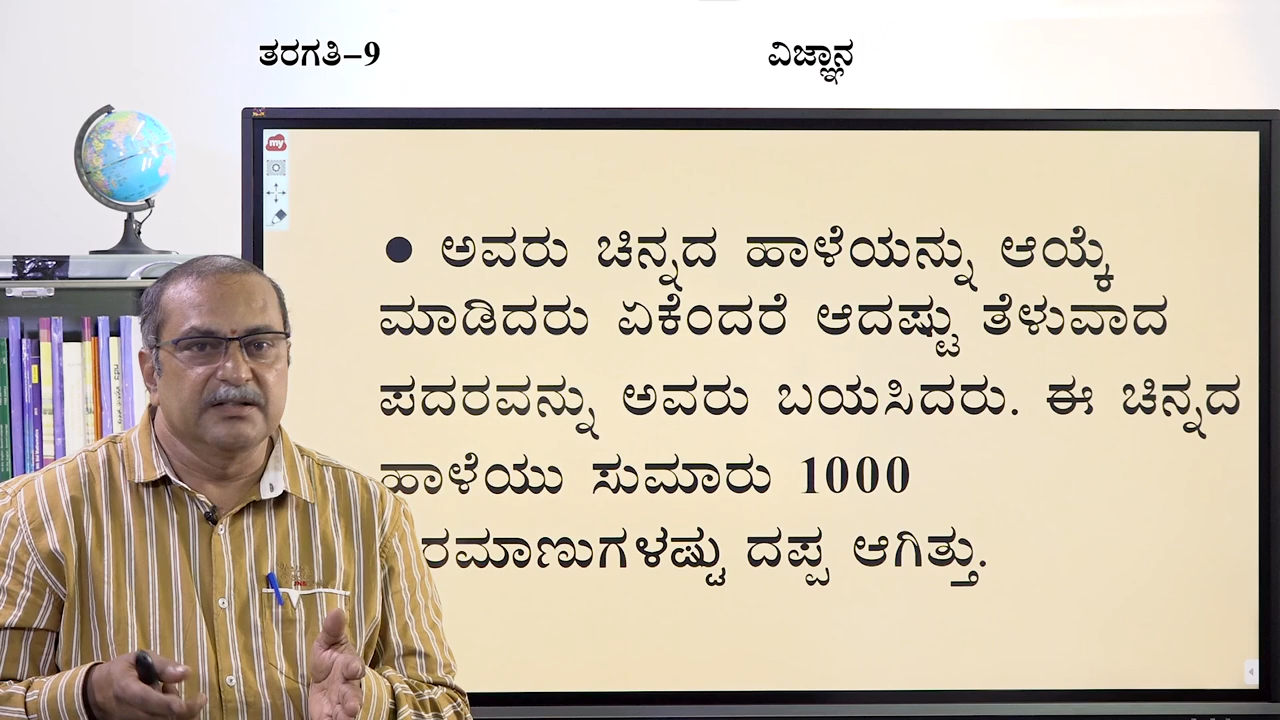 ತರಗತಿ-9
ವಿಜ್ಞಾನ
my
• ಅವರು ಚಿನ್ನದ ಹಾಳೆಯನ್ನು ಆಯ್ಕೆ
ಮಾಡಿದರು ಏಕೆಂದರೆ ಆದಷ್ಟು ತೆಳುವಾದ
ಪದರವನ್ನು ಅವರು ಬಯಸಿದರು. ಈ ಚಿನ್ನದ
ಹಾಳೆಯು ಸುಮಾರು 1000
ರಮಾಣುಗಳಷ್ಟು ದಪ್ಪ ಆಗಿತ್ತು.